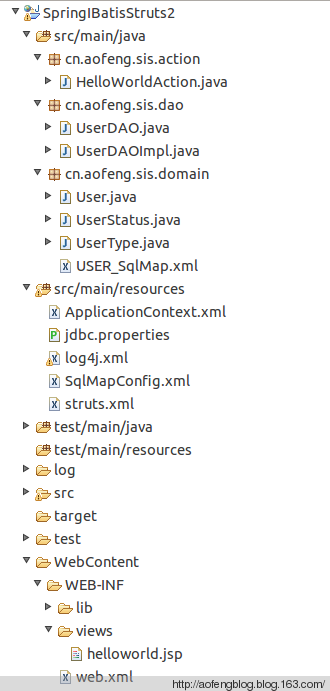 SpringIBatisStruts2
src/main/java
cn.aofeng.sis.action
HelloWorldAction.java
cn.aofeng.sis.dao
UserDAO.java
UserDAOImpl.java
cn.aofeng.sis.domain
User.java
UserStatus.java
UserType.java
USER_SqlMap.xml
src/main/resources
ApplicationContext.xml
jdbc.properties
log4j.xml
SqlMapConfig.xml
struts.xml
test/main/java
test/main/resources
log
src
target
test
WebContent
WEB-INF
lib
views
helloworld.jsp
web.xml
http://aofengblog.blog.163.com/